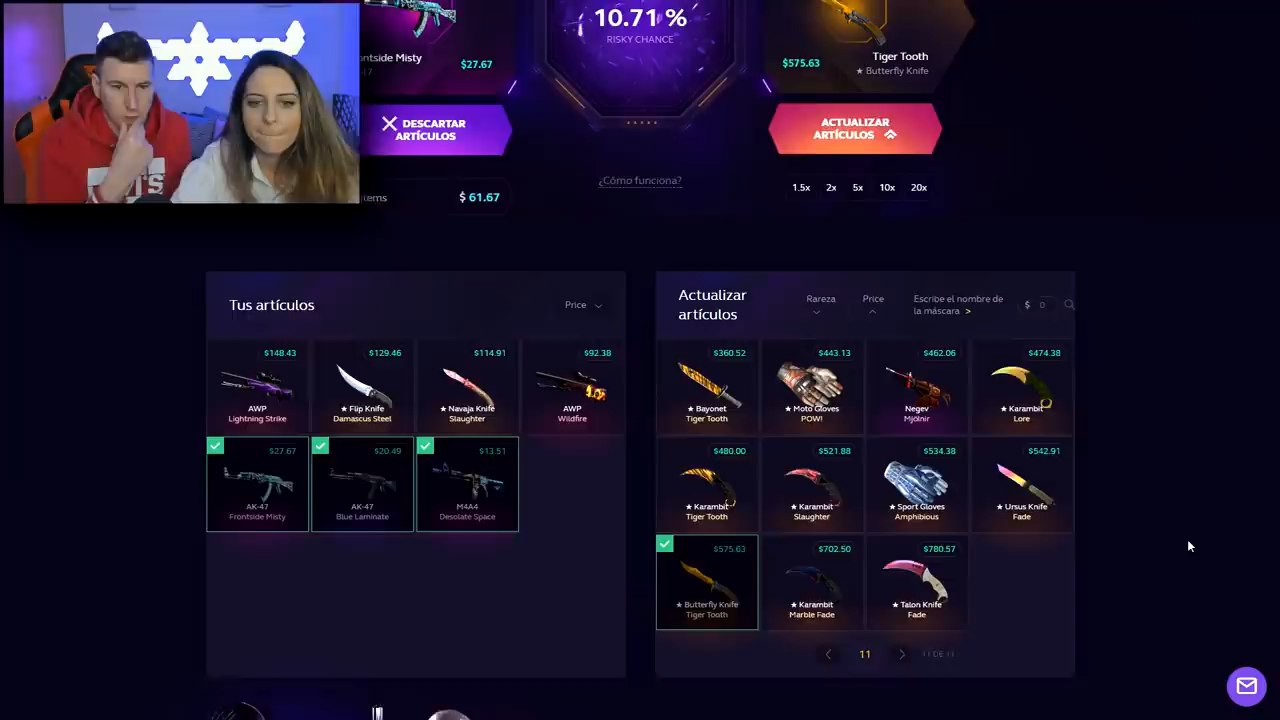 10.71 %
RISKY CHANCE
ontside Misty
$27.67
$575.63
Tiger Tooth
★ Butterfly Knife
DESCARTAR
ARTÍCULOS
ACTUALIZAR
ARTÍCULOS
¿Cómo funciona?
1.5x 2x 5x 10x 20x
$ 61.67
Tus artículos
Price
Actualizar
artículos
Rareza
Price
Escribe el nombre de
la máscara >
$ 0
$148.43
AWP
Lightning Strike
$129.46
★ Flip Knife
Damascus Steel
$114.91
★ Navaja Knife
Slaughter
$92.38
AWP
Wildfire
$27.67
AK-47
Frontside Misty
$20.49
AK-47
Blue Laminate
$13.51
M4A4
Desolate Space
$360.52
★ Bayonet
Tiger Tooth
$443.13
★ Moto Gloves
POW!
$462.06
Negev
Mjölnir
$474.38
★ Karambit
Lore
$480.00
★ Karambit
Tiger Tooth
$521.88
★ Karambit
Slaughter
$534.38
★ Sport Gloves
Amphibious
$542.91
★ Ursus Knife
Fade
$575.63
★ Butterfly Knife
Tiger Tooth
$702.50
★ Karambit
Marble Fade
$780.57
★ Talon Knife
Fade
11
11 DE 11